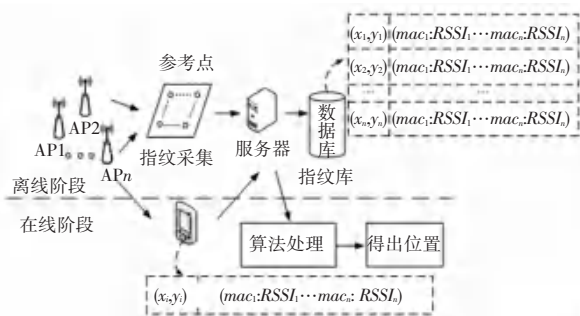 (x₁,y₁) (mac₁:RSSI₁⋯macₙ:RSSIₙ)
(x₂,y₂) (mac₁:RSSI₁⋯macₙ:RSSIₙ)
... ...
(xₙ,yₙ) (mac₁:RSSI₁⋯macₙ:RSSIₙ)
参考点
AP2
AP1
APn
指纹采集
服务器
数据库
指纹库
离线阶段
在线阶段
算法处理
得出位置
(xᵢ,yᵢ) (mac₁:RSSI₁⋯macₙ: RSSIₙ)